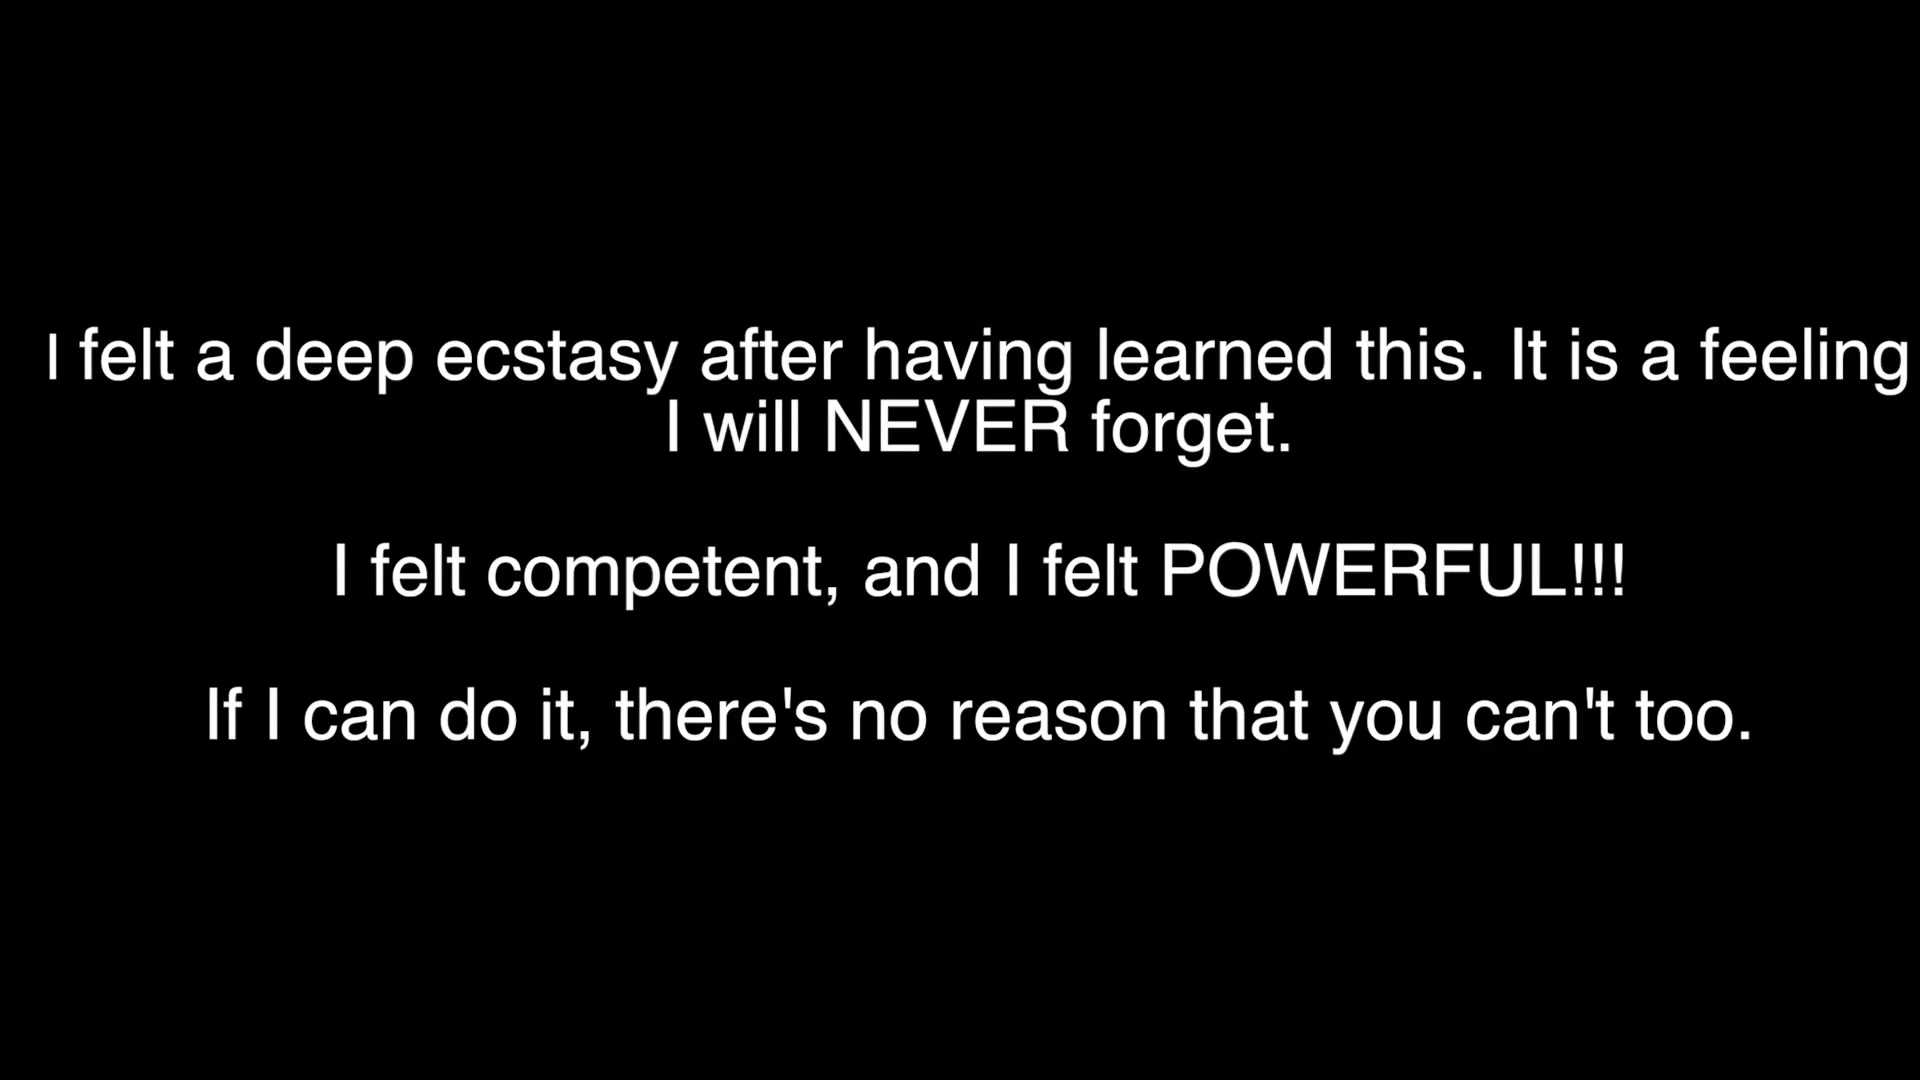 I felt a deep ecstasy after having learned this. It is a feeling
I will NEVER forget.
I felt competent, and I felt POWERFUL!!!
If I can do it, there's no reason that you can't too.